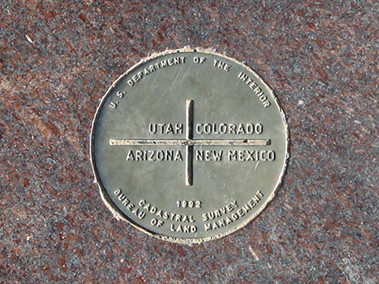 U.S. DEPARTMENT OF THE INTERIOR
UTAH COLORADO
ARIZONA NEW MEXICO
1992
CADASTRAL SURVEY
BUREAU OF LAND MANAGEMENT